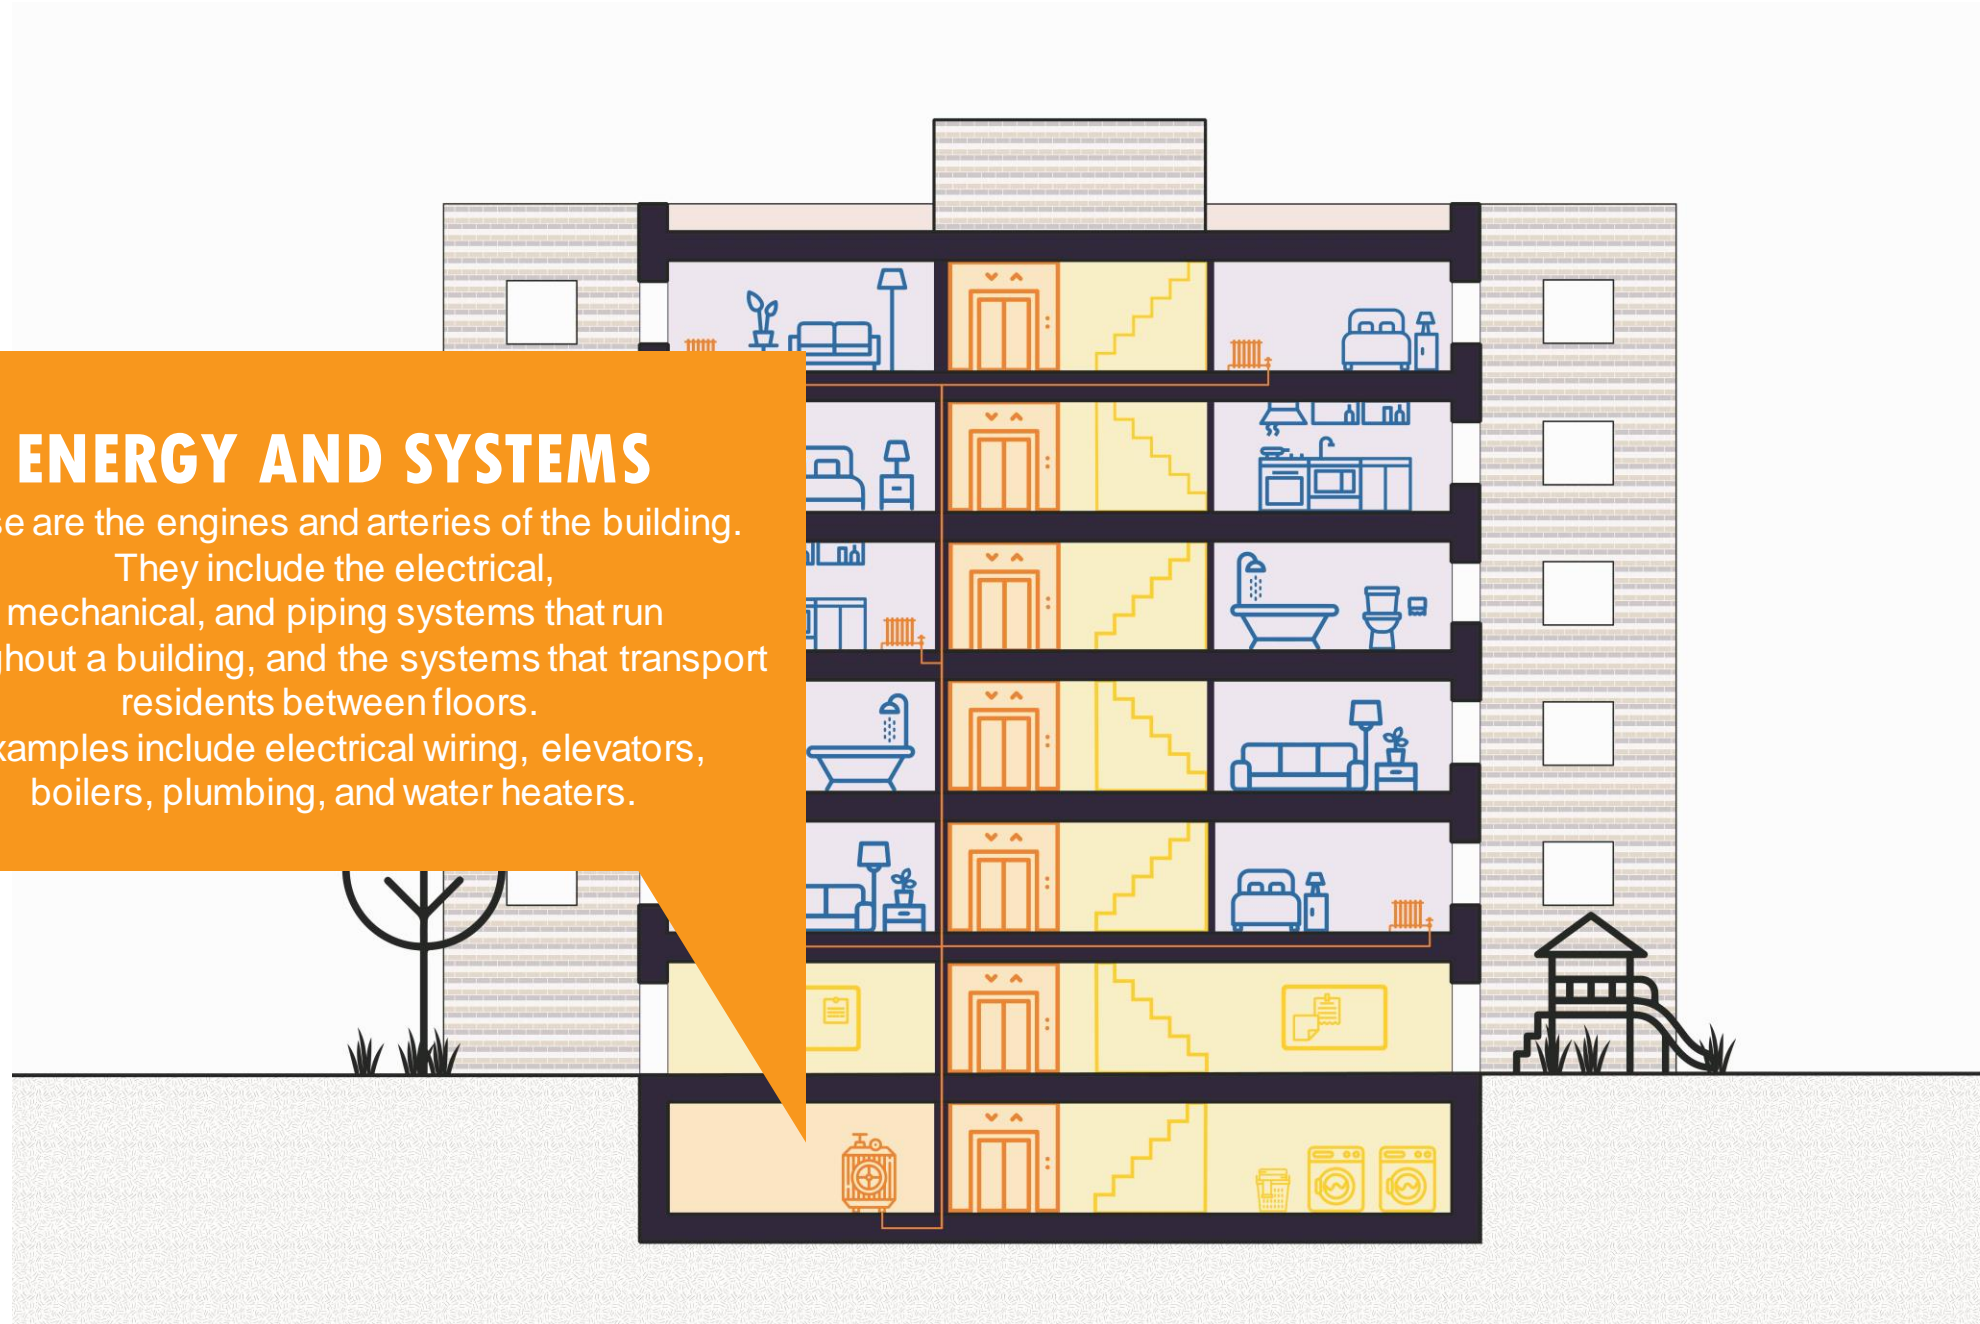 ENERGY AND SYSTEMS
are the engines and arteries of the building.
They include the electrical,
mechanical, and piping systems that run
a building, and the systems that transport
residents between floors.
include electrical wiring, elevators,
boilers, plumbing, and water heaters.